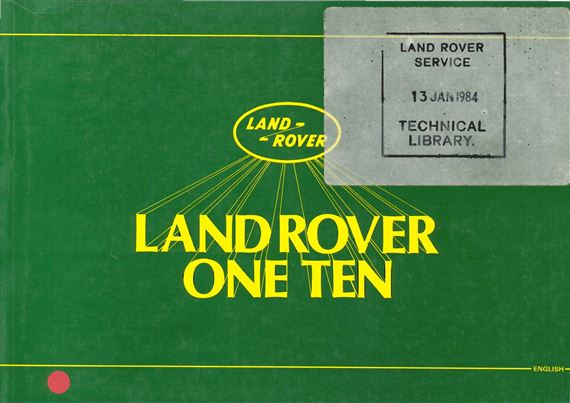 LAND ROVER
SERVICE
13 JAN 1984
TECHNICAL
LIBRARY.
LAND-
-ROVER
LAND ROVER
ONE TEN
ENGLISH